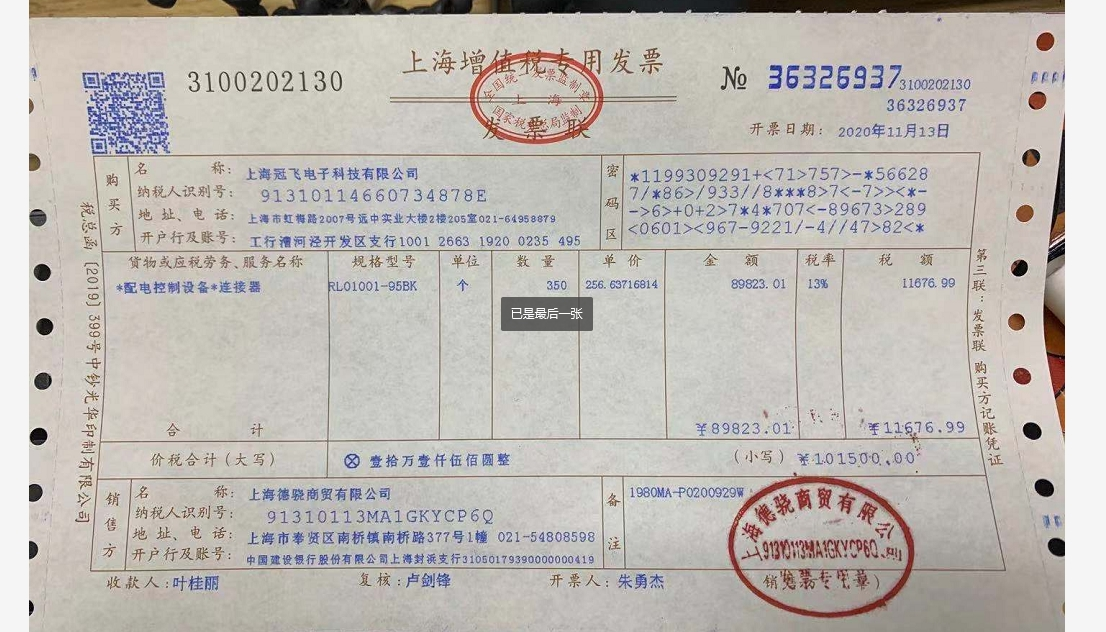 上海增值税专用发票
发票联
3100202130
№ 36326937
3100202130
36326937
开票日期: 2020年11月13日
全国统一发票监制章
上海
国家税务总局监制
购买方
名称: 上海冠飞电子科技有限公司
纳税人识别号: 91310114660734878E
地址、电话: 上海市虹梅路2007号远中实业大楼2楼205室021-64958879
开户行及账号: 工行漕河泾开发区支行1001 2663 1920 0235 495
密码区
*1199309291+<71>757>-*56628
7/*86>/933//8***8>7<-7>><*-
->6>+0+2>7*4*707<-89673>289
<0601><967-9221/-4//47>82<*
货物或应税劳务、服务名称 规格型号 单位 数量 单价 金额 税率 税额
*配电控制设备*连接器 RL01001-95BK 个 350 256.63716814 89823.01 13% 11676.99
已是最后一张
合计 ¥89823.01 ¥11676.99
价税合计(大写) ⊗ 壹拾万壹仟伍佰圆整 (小写) ¥101500.00
销售方
名称: 上海德骁商贸有限公司
纳税人识别号: 91310113MA1GKYCP6Q
地址、电话: 上海市奉贤区南桥镇南桥路377号1幢 021-54808598
开户行及账号: 中国建设银行股份有限公司上海封浜支行31050179390000000419
备注
1980MA-P0200929W
上海德骁商贸有限公司
91310113MA1GKYCP6Q
发票专用章
收款人: 叶桂丽 复核: 卢剑锋 开票人: 朱勇杰 销售方:(章)
税总函[2019]399号中钞光华印制有限公司
第三联:发票联 购买方记账凭证